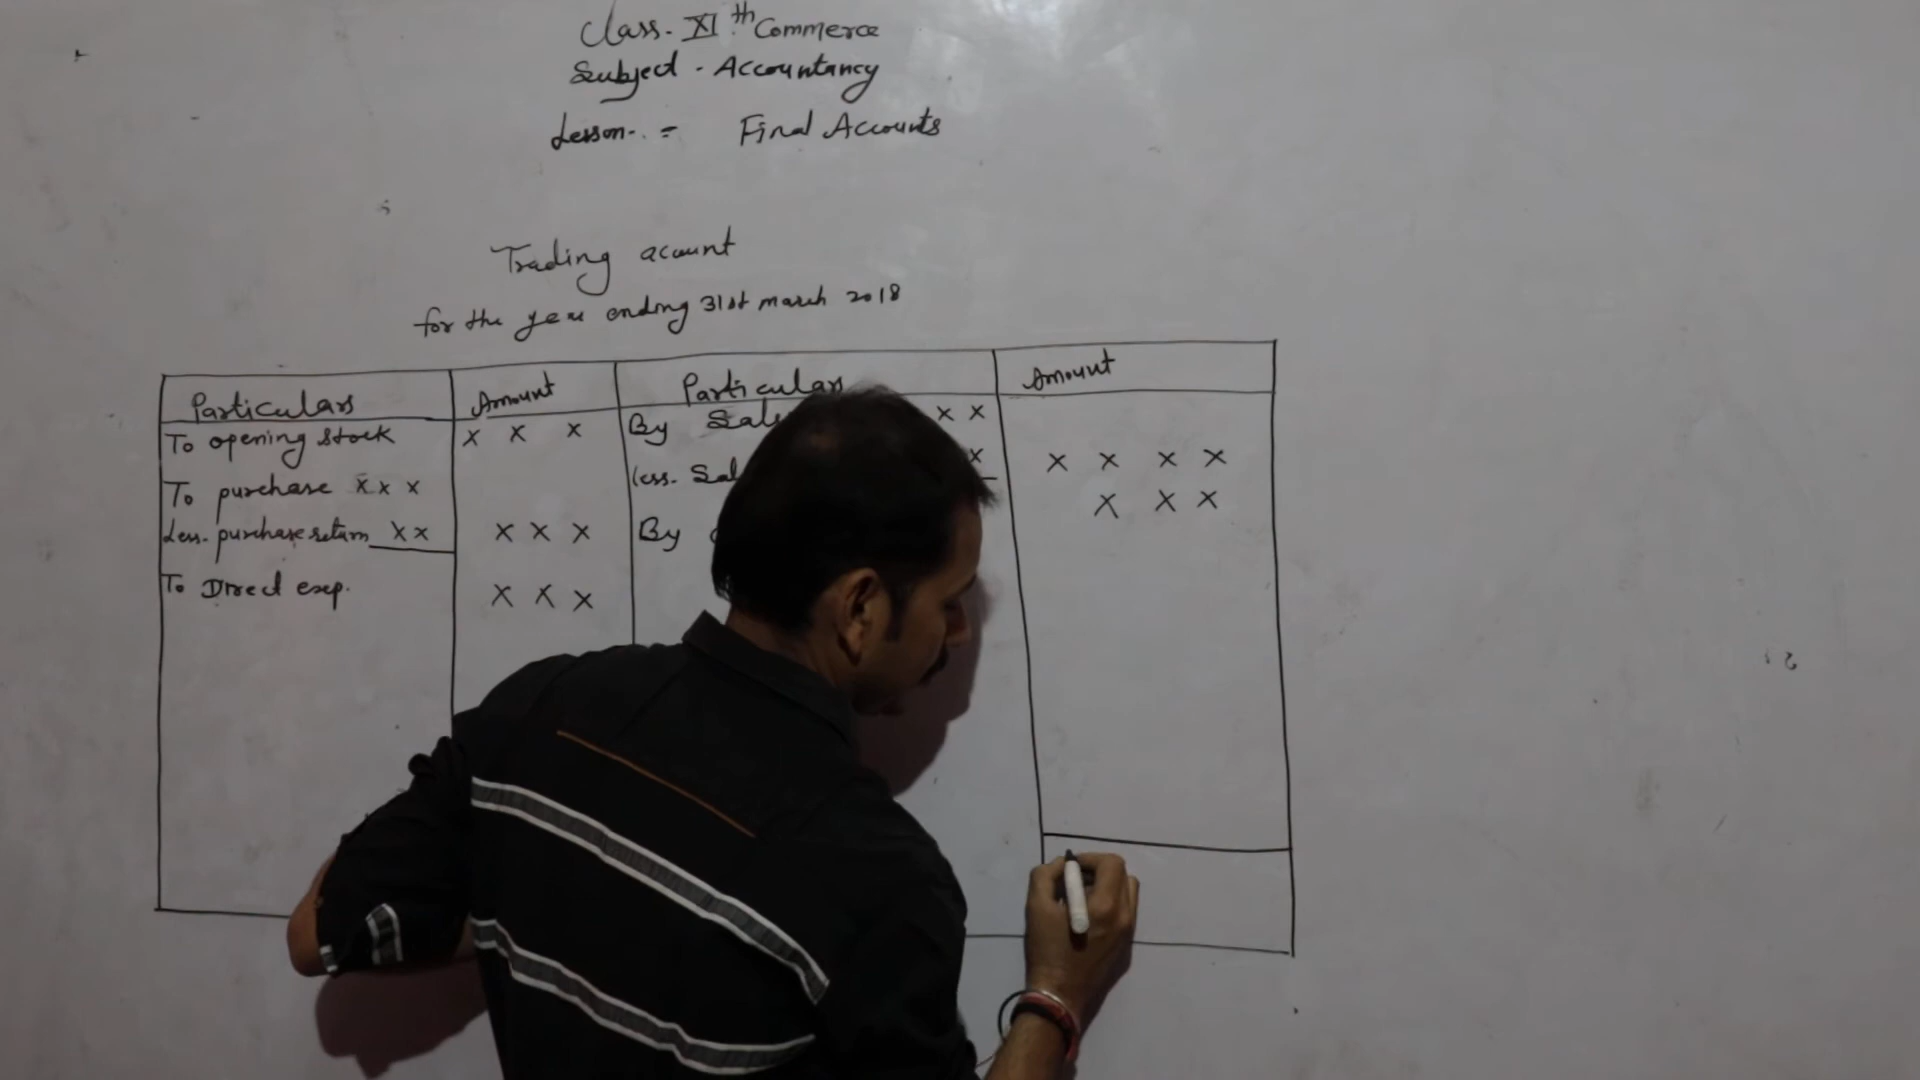 Class- XI th Commerce
Subject - Accountancy
Lesson- = Final Accounts
Trading acount
for the year ending 31st march 2018
Particulars Amount Particulars Amount
To opening stock x x x By x x
To purchase x x x less. x x x x x
Less. purchase return x x x x x By x x x
To Direct exp. x x x